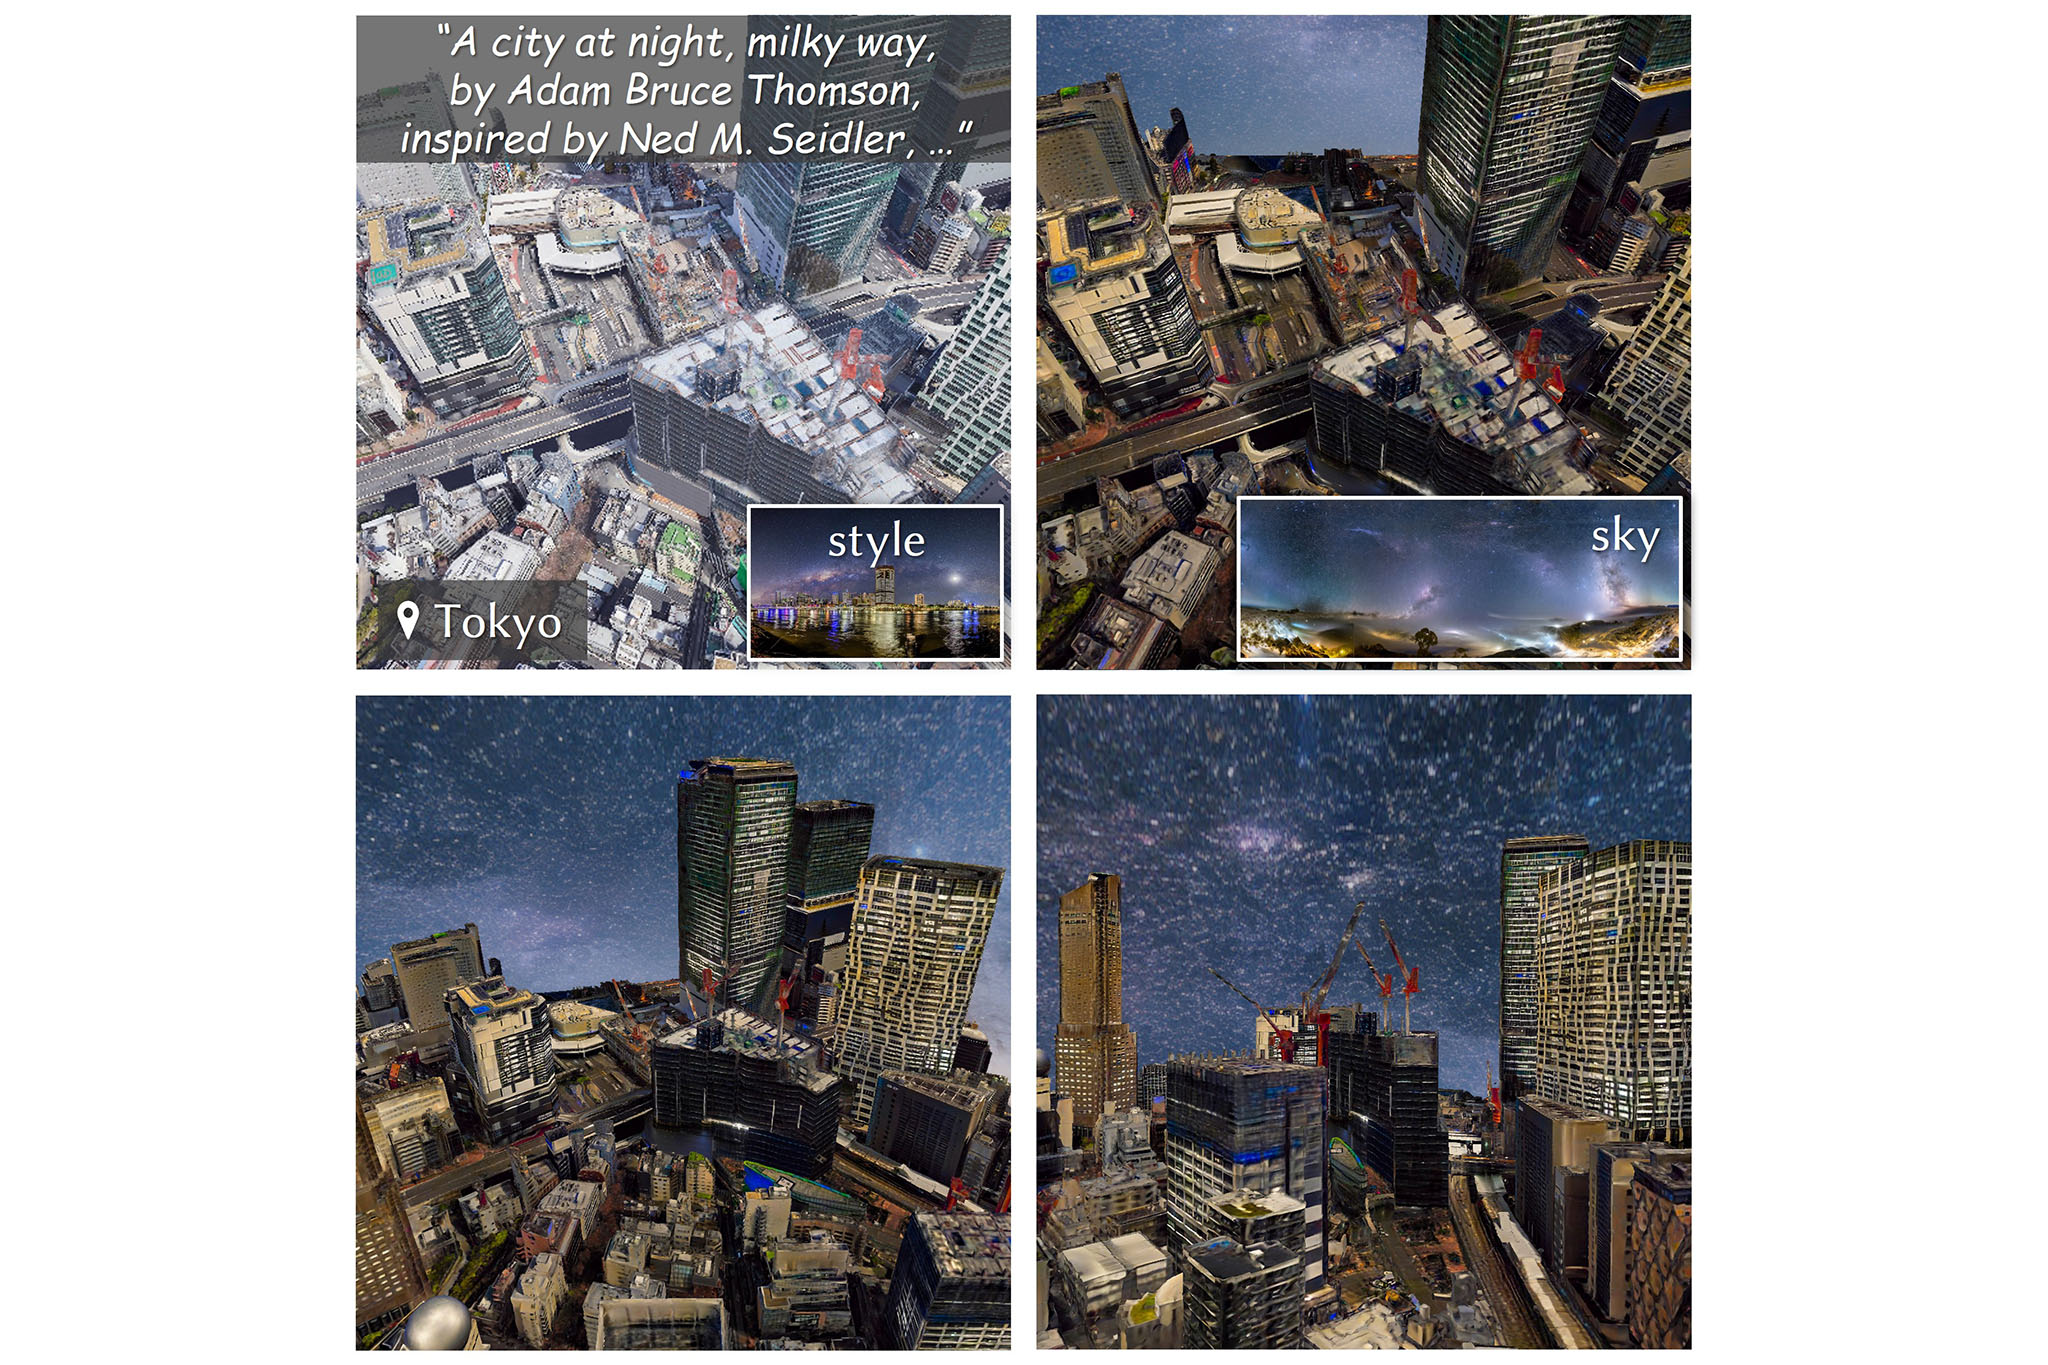 “A city at night, milky way,
by Adam Bruce Thomson,
inspired by Ned M. Seidler, ...”
style
Tokyo
sky